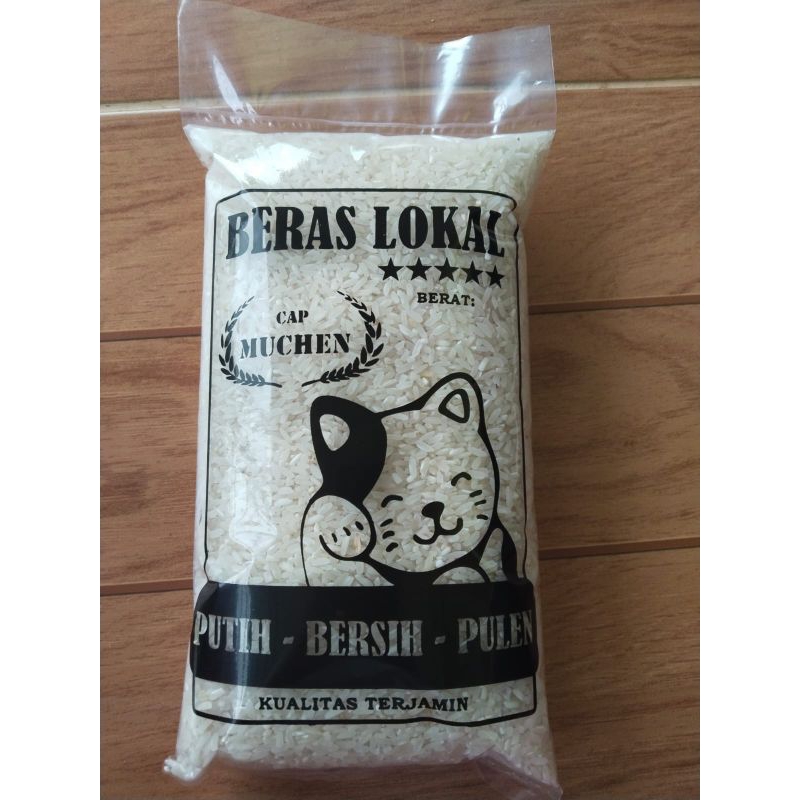 BERAS LOKAL
★★★★★
BERAT:
CAP
MUCHEN
PUTIH - BERSIH - PULEN
KUALITAS TERJAMIN